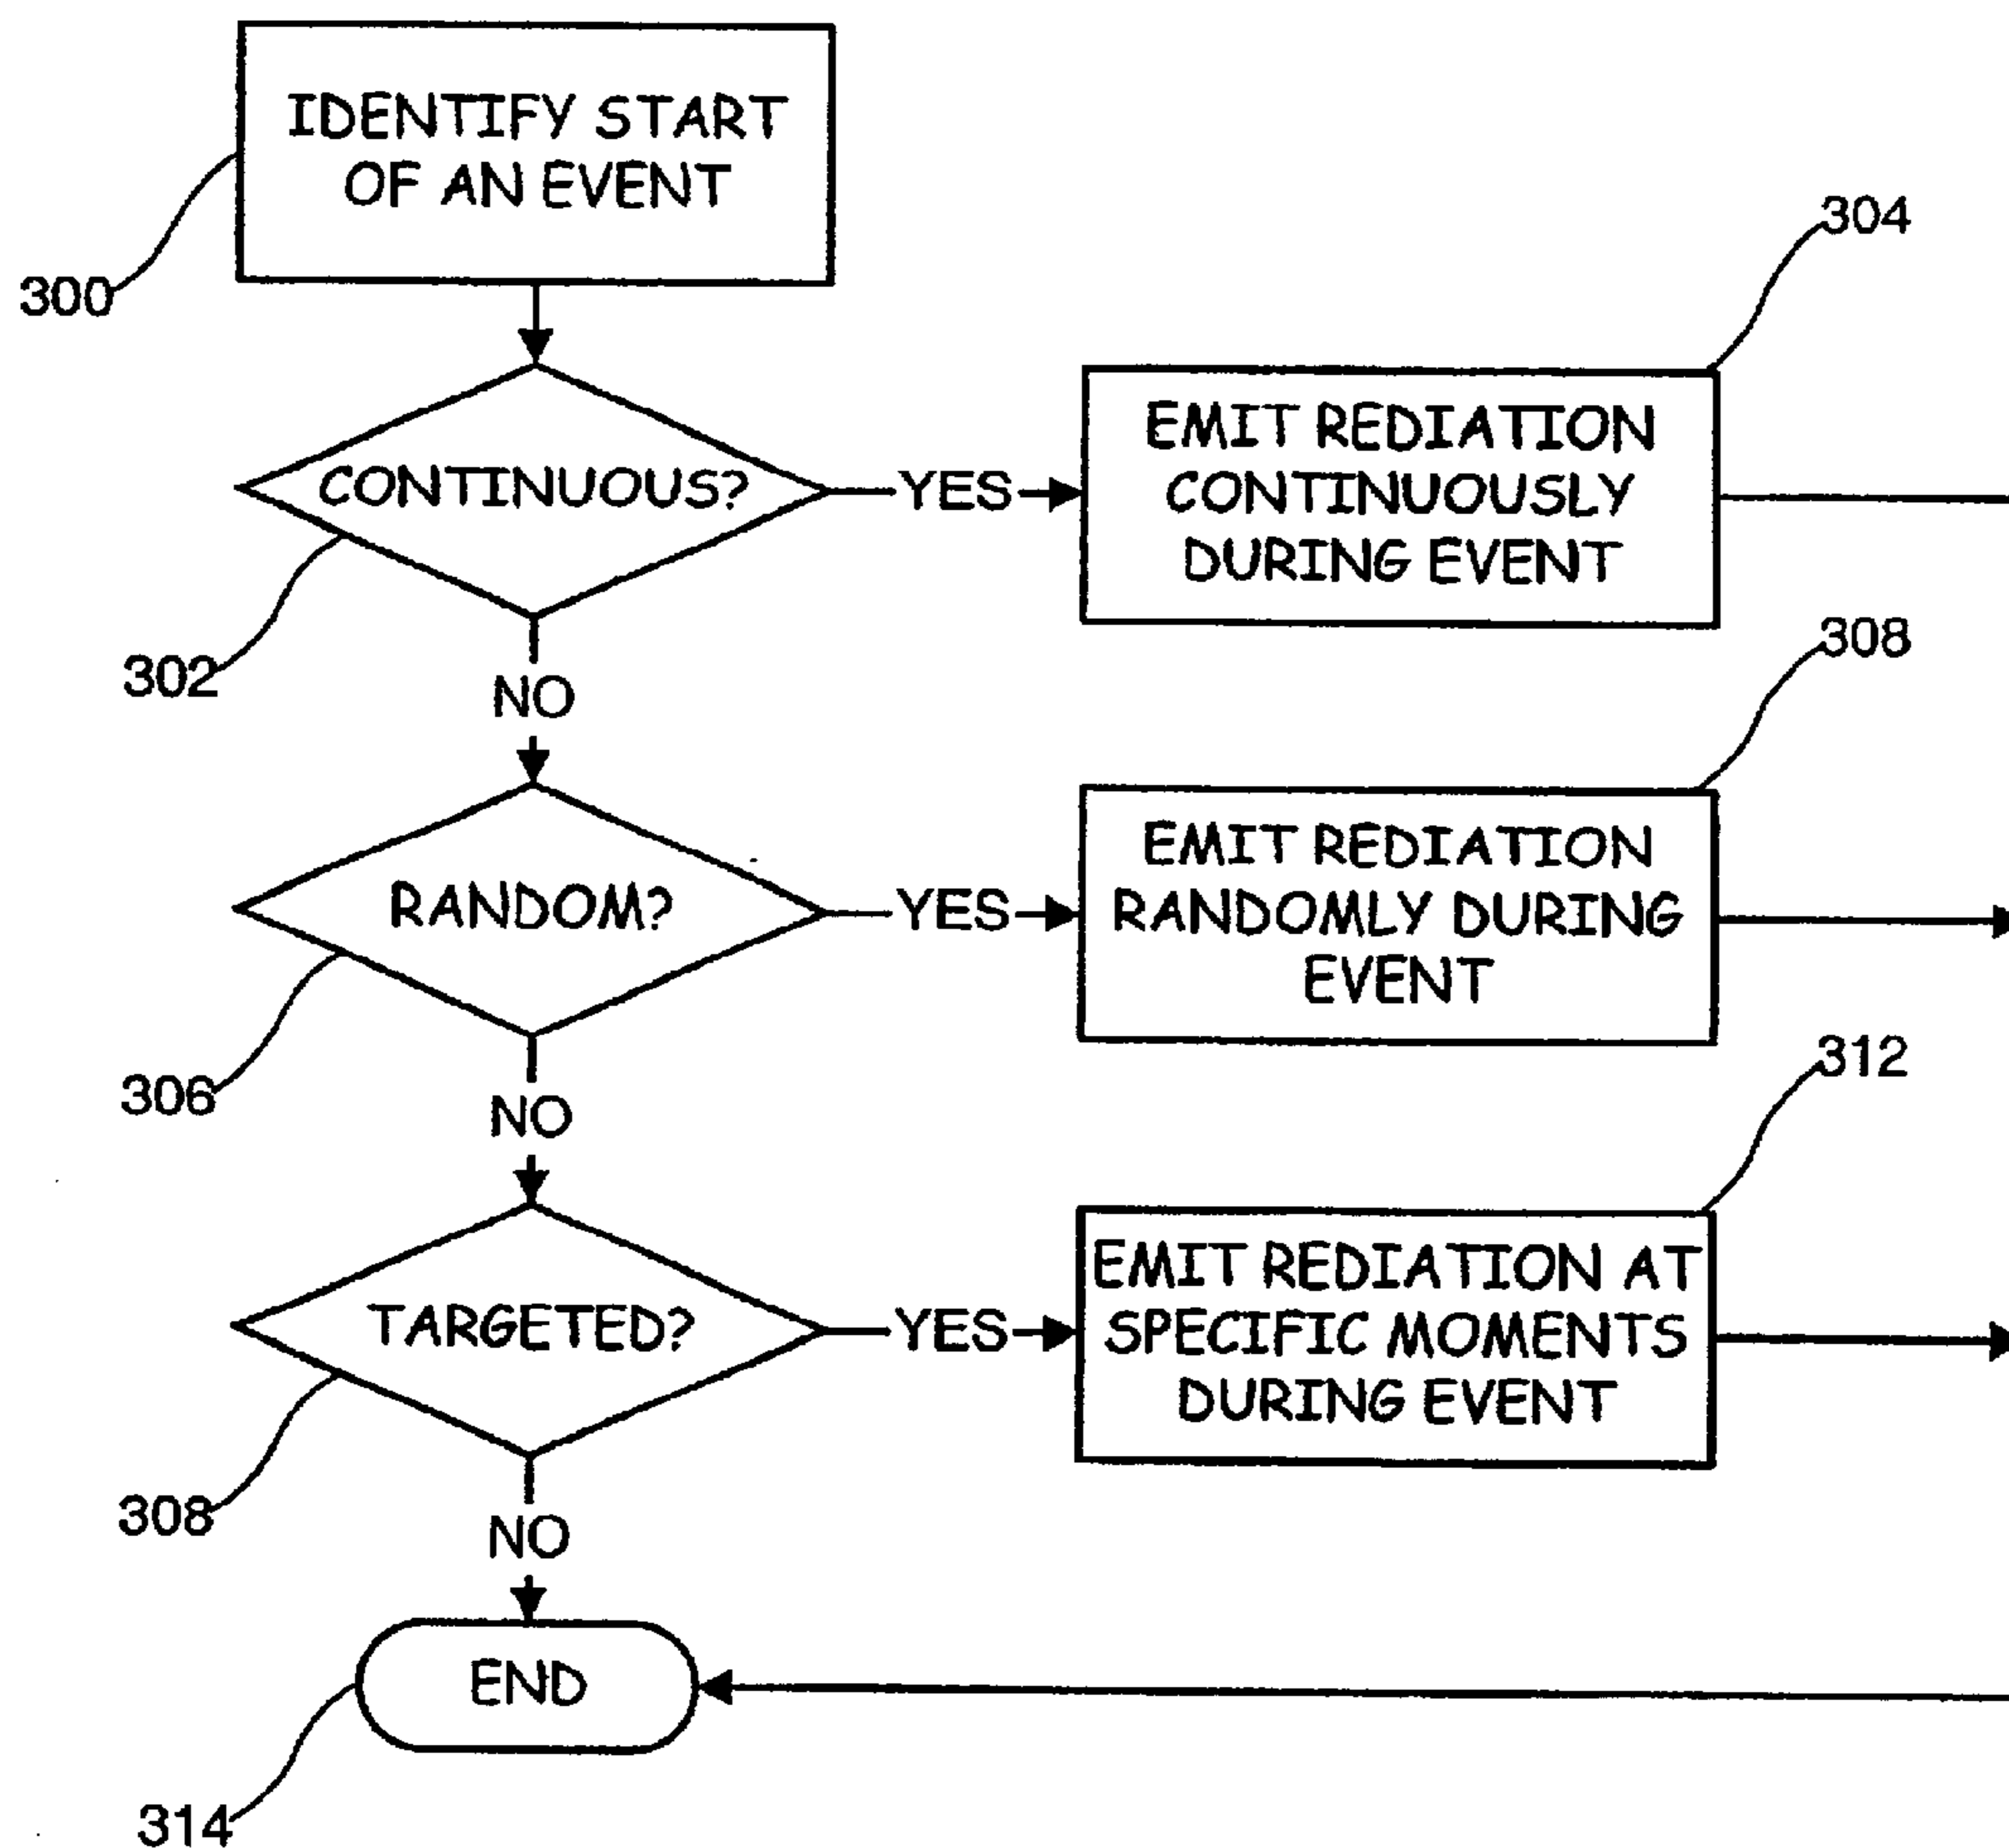 IDENTIFY START
OF AN EVENT
300
304
CONTINUOUS?
YES
EMIT REDIATION
CONTINUOUSLY
DURING EVENT
302
NO
308
RANDOM?
YES
EMIT REDIATION
RANDOMLY DURING
EVENT
306
NO
312
TARGETED?
YES
EMIT REDIATION AT
SPECIFIC MOMENTS
DURING EVENT
308
NO
END
314